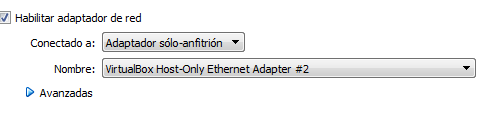 Habilitar adaptador de red
Conectado a: Adaptador sólo-anfitrión
Nombre: VirtualBox Host-Only Ethernet Adapter #2
Avanzadas